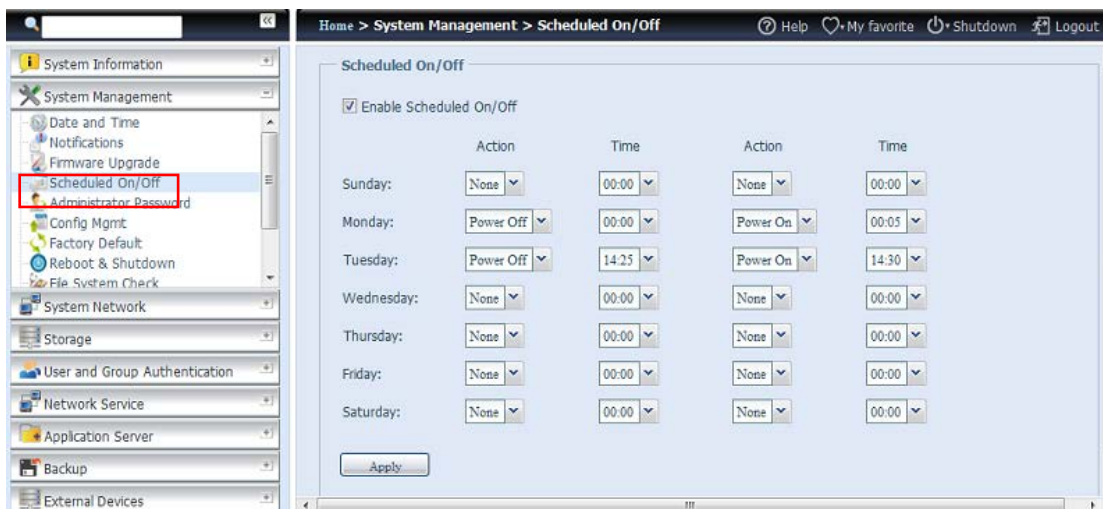 Home > System Management > Scheduled On/Off
Help
My favorite
Shutdown
Logout
System Information
System Management
Date and Time
Notifications
Firmware Upgrade
Scheduled On/Off
Administrator Password
Config Mgmt
Factory Default
Reboot & Shutdown
File System Check
System Network
Storage
User and Group Authentication
Network Service
Application Server
Backup
External Devices
Scheduled On/Off
Enable Scheduled On/Off
Action Time Action Time
Sunday: None 00:00 None 00:00
Monday: Power Off 00:00 Power On 00:05
Tuesday: Power Off 14:25 Power On 14:30
Wednesday: None 00:00 None 00:00
Thursday: None 00:00 None 00:00
Friday: None 00:00 None 00:00
Saturday: None 00:00 None 00:00
Apply